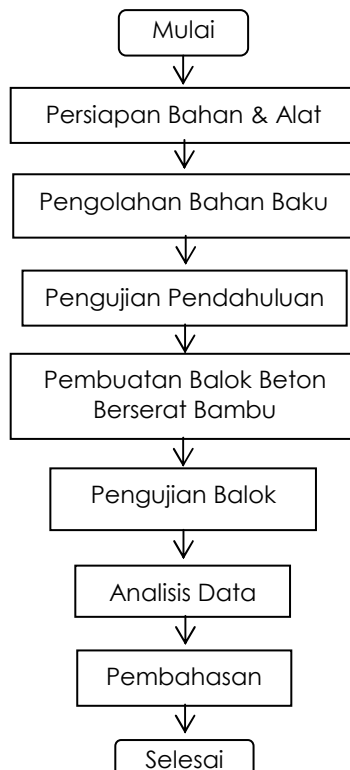 Mulai
Persiapan Bahan & Alat
Pengolahan Bahan Baku
Pengujian Pendahuluan
Pembuatan Balok Beton
Berserat Bambu
Pengujian Balok
Analisis Data
Pembahasan
Selesai